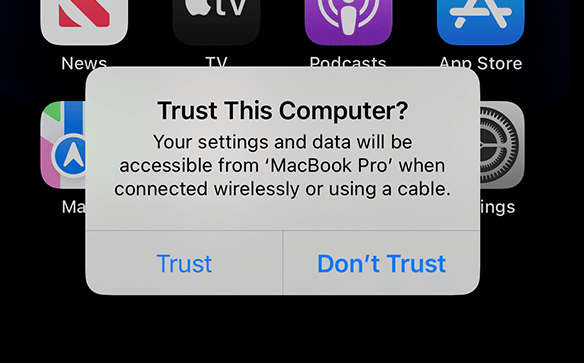 News
tv
Podcasts
App Store
TV
Trust This Computer?
Your settings and data will be
accessible from ‘MacBook Pro’ when
connected wirelessly or using a cable.
Ma
ings
Trust
Don’t Trust